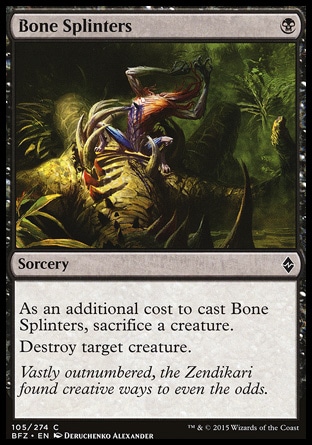 Bone Splinters
Sorcery
As an additional cost to cast Bone
Splinters, sacrifice a creature.
Destroy target creature.
Vastly outnumbered, the Zendikari
found creative ways to even the odds.
105/274 C
BFZ • EN DERUCHENKO ALEXANDER
™ & © 2015 Wizards of the Coast